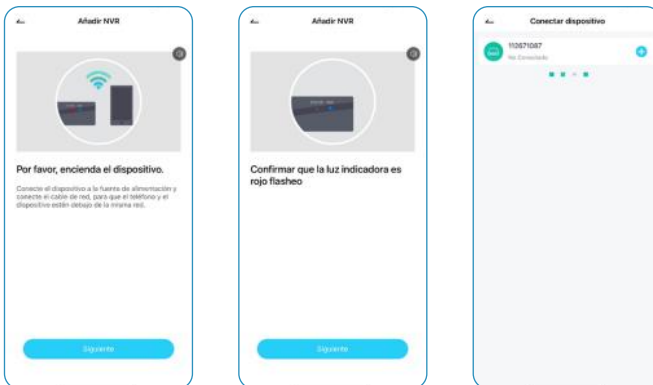 Añadir NVR
Por favor, encienda el dispositivo.
Conecte el dispositivo a la fuente de alimentación y
conecte el cable de red, para que el teléfono y el
dispositivo estén debajo de la misma red.
Siguiente
Añadir NVR
Confirmar que la luz indicadora es
rojo flasheo
Siguiente
Conectar dispositivo
112671087
No Conectado